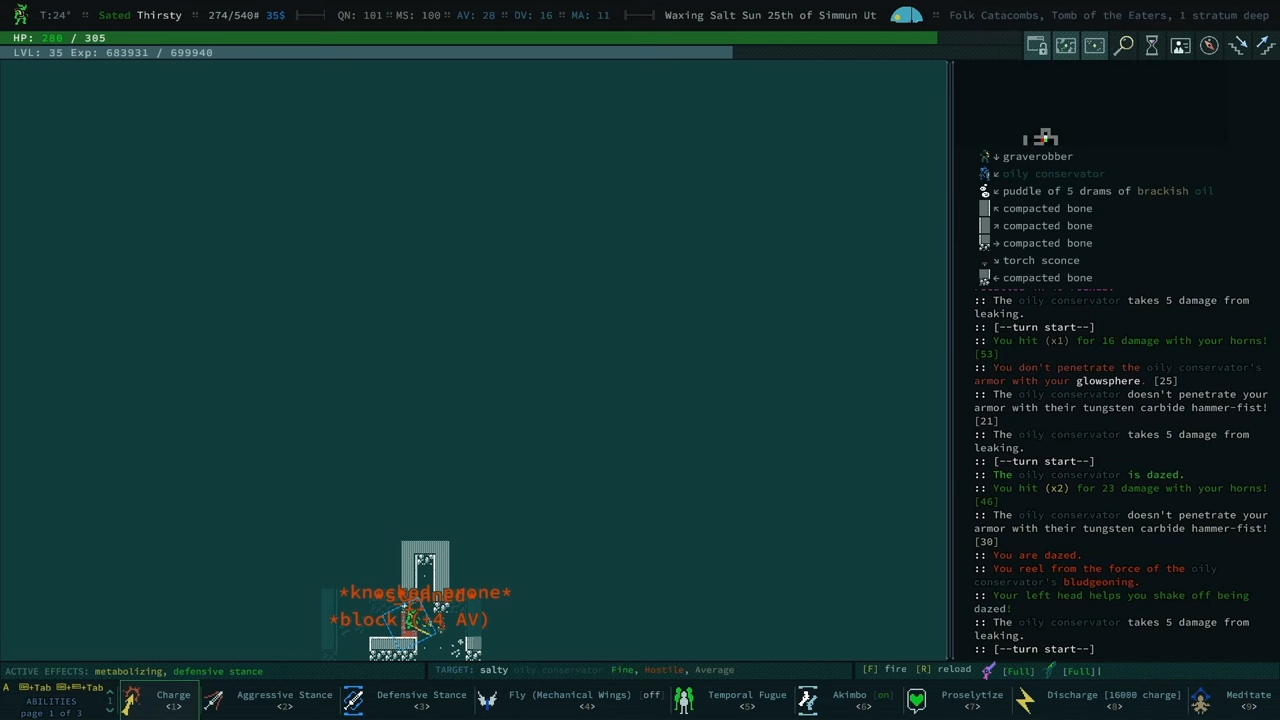 T:24° Sated Thirsty 274/540# 35$ QN: 101 MS: 100 AV: 28 DV: 16 MA: 11 Waxing Salt Sun 25th of Simmun Ut Folk Catacombs, Tomb of the Eaters, 1 stratum deep
HP: 280 / 305
LVL: 35 Exp: 683931 / 699940
graverobber
oily conservator
puddle of 5 drams of brackish oil
compacted bone
compacted bone
compacted bone
torch sconce
compacted bone
:: The oily conservator takes 5 damage from
leaking.
:: [--turn start--]
:: You hit (x1) for 16 damage with your horns!
[53]
:: You don't penetrate the oily conservator's
armor with your glowsphere. [25]
:: The oily conservator doesn't penetrate your
armor with their tungsten carbide hammer-fist!
[21]
:: The oily conservator takes 5 damage from
leaking.
:: [--turn start--]
:: The oily conservator is dazed.
:: You hit (x2) for 23 damage with your horns!
[46]
:: The oily conservator doesn't penetrate your
armor with their tungsten carbide hammer-fist!
[30]
:: You are dazed.
:: You reel from the force of the oily
conservator's bludgeoning.
:: Your left head helps you shake off being
dazed!
:: The oily conservator takes 5 damage from
leaking.
:: [--turn start--]
*block (+4 AV)
ACTIVE EFFECTS: metabolizing, defensive stance TARGET: salty oily conservator Fine, Hostile, Average [F] fire [R] reload [Full] [Full]
A +Tab +Tab
ABILITIES
page 1 of 3
1
Charge <1>
Aggressive Stance <2>
Defensive Stance <3>
Fly (Mechanical Wings) [off] <4>
Temporal Fugue <5>
Akimbo [on] <6>
Proselytize <7>
Discharge [16000 charge] <8>
Meditate <9>